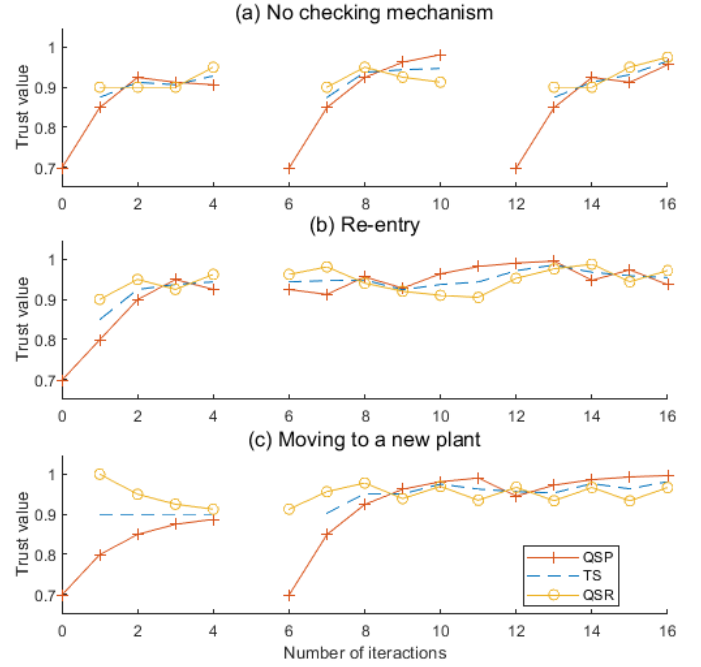 (a) No checking mechanism
1
0.9
0.8
0.7
Trust value
0 2 4 6 8 10 12 14 16
(b) Re-entry
1
0.9
0.8
0.7
Trust value
0 2 4 6 8 10 12 14 16
(c) Moving to a new plant
1
0.9
0.8
0.7
Trust value
QSP
TS
QSR
0 2 4 6 8 10 12 14 16
Number of iteractions